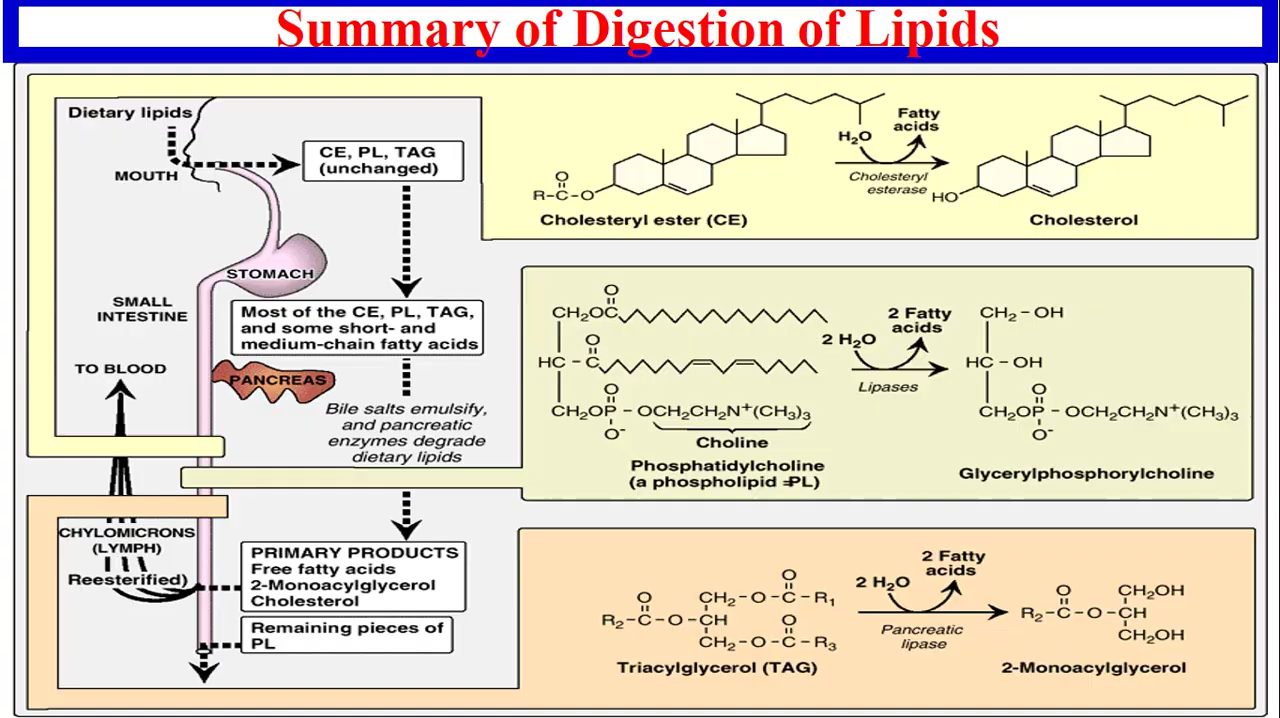 Summary of Digestion of Lipids
Dietary lipids
MOUTH
CE, PL, TAG
(unchanged)
STOMACH
SMALL
INTESTINE
Most of the CE, PL, TAG,
and some short- and
medium-chain fatty acids
TO BLOOD
PANCREAS
Bile salts emulsify,
and pancreatic
enzymes degrade
dietary lipids
CHYLOMICRONS
(LYMPH)
Reesterified)
PRIMARY PRODUCTS
Free fatty acids
2-Monoacylglycerol
Cholesterol
Remaining pieces of
PL
O
R-C-O
Cholesteryl ester (CE)
H₂O
Fatty
acids
Cholesteryl
esterase
HO
Cholesterol
O
CH₂OC
O
HC - C
O
CH₂OP - OCH₂CH₂N⁺(CH₃)₃
O⁻
Choline
Phosphatidylcholine
(a phospholipid =PL)
2 H₂O
2 Fatty
acids
Lipases
CH₂ - OH
HC - OH
O
CH₂OP - OCH₂CH₂N⁺(CH₃)₃
O⁻
Glycerylphosphorylcholine
O
CH₂-O-C-R₁
O
R₂-C-O-CH
O
CH₂-O-C-R₃
Triacylglycerol (TAG)
2 H₂O
2 Fatty
acids
Pancreatic
lipase
O
CH₂OH
R₂-C-O-CH
CH₂OH
2-Monoacylglycerol